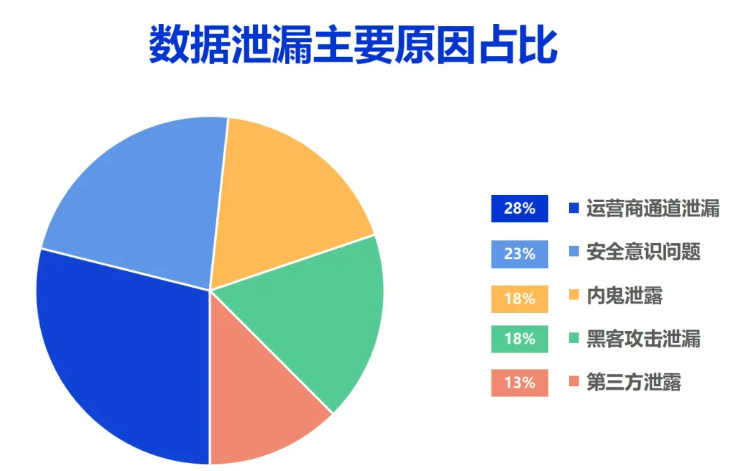 数据泄漏主要原因占比
28% 运营商通道泄漏
23% 安全意识问题
18% 内鬼泄露
18% 黑客攻击泄漏
13% 第三方泄露